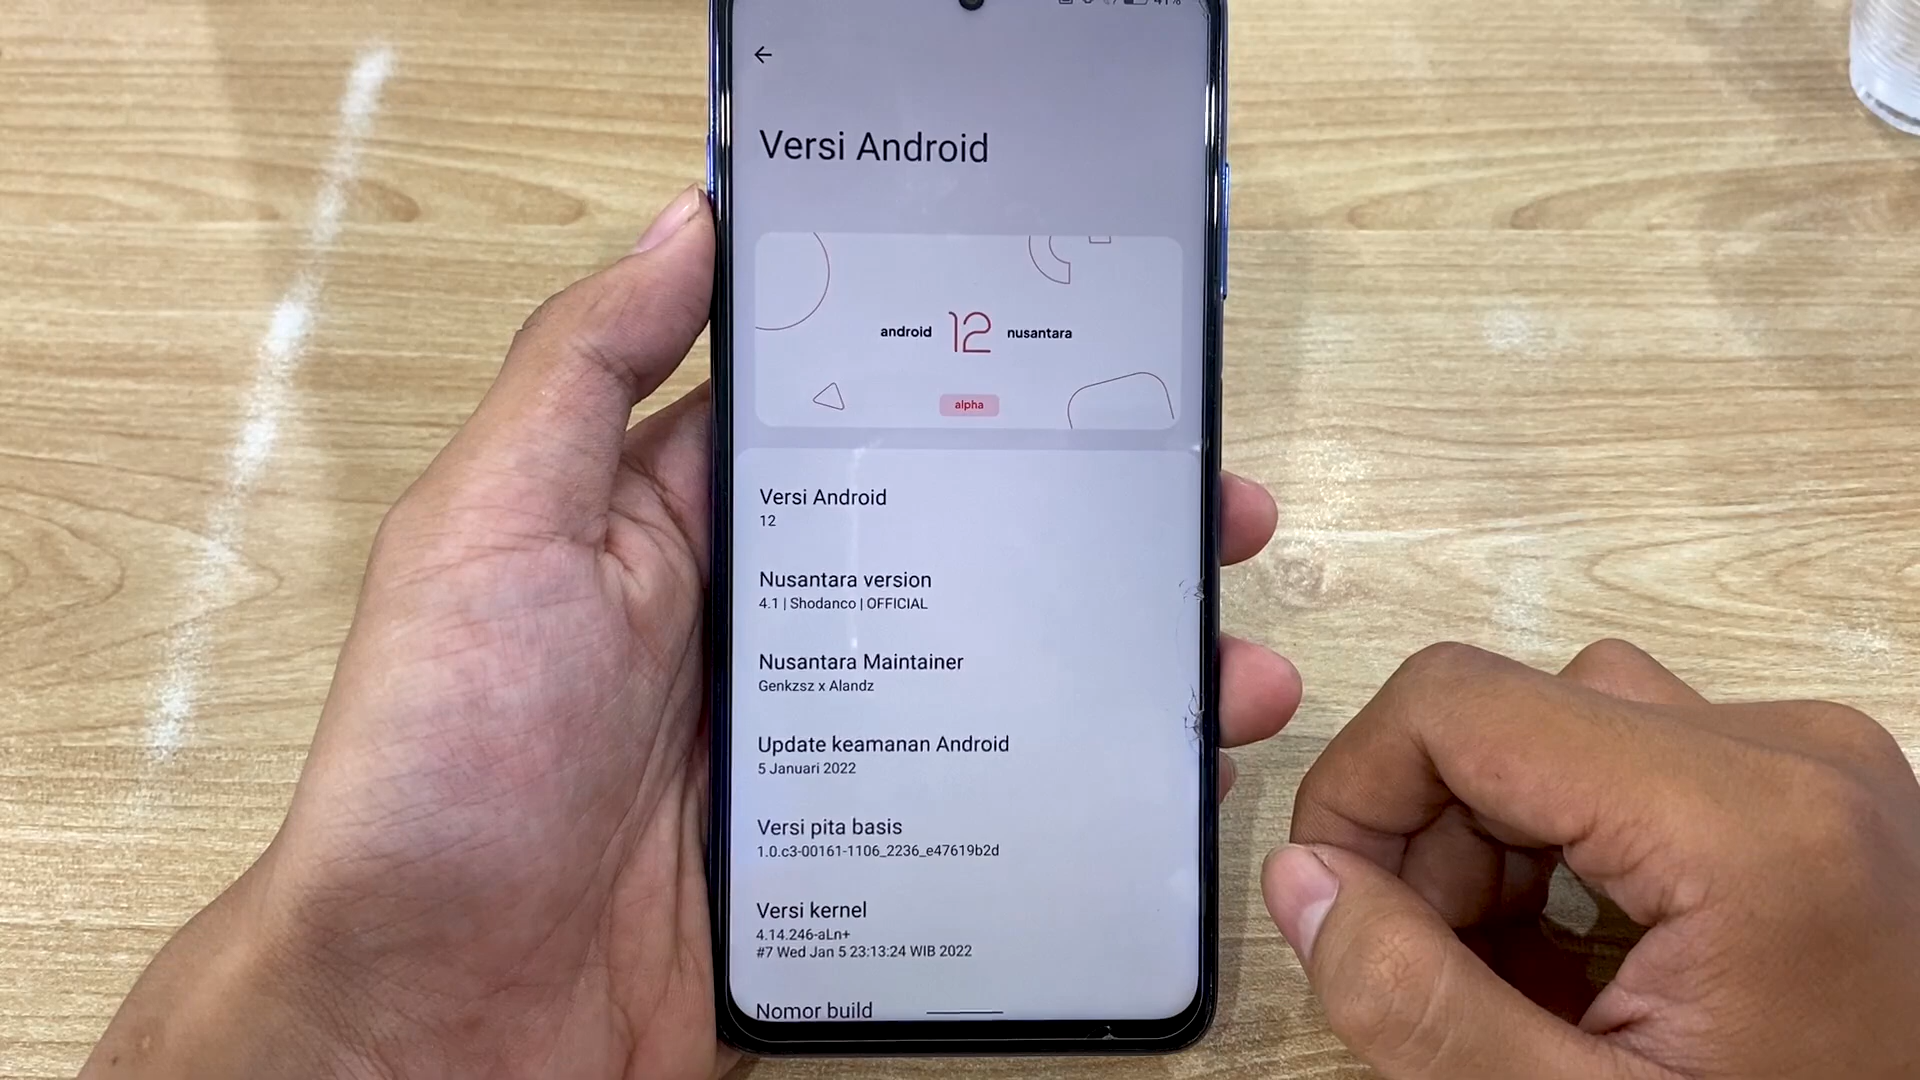 41%
Versi Android
android 12 nusantara
alpha
Versi Android
12
Nusantara version
4.1 | Shodanco | OFFICIAL
Nusantara Maintainer
Genkzsz x Alandz
Update keamanan Android
5 Januari 2022
Versi pita basis
1.0.c3-00161-1106_2236_e47619b2d
Versi kernel
4.14.246-aLn+
#7 Wed Jan 5 23:13:24 WIB 2022
Nomor build